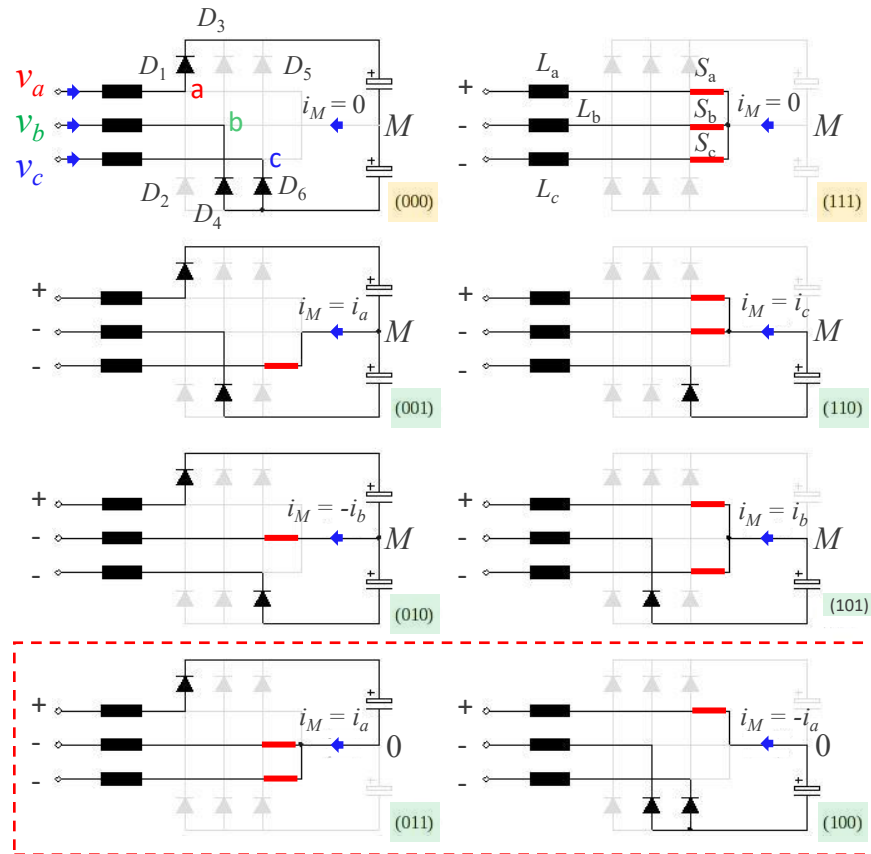 D3
va
D1
a
D5
vb
b
iM = 0
M
vc
c
D2
D4
D6
(000)
+
La
Sa
-
Lb
Sb
iM = 0
M
-
Lc
Sc
(111)
+
-
-
iM = ia
M
(001)
+
-
-
iM = ic
M
(110)
+
-
-
iM = -ib
M
(010)
+
-
-
iM = ib
M
(101)
+
-
-
iM = ia
0
(011)
+
-
-
iM = -ia
0
(100)